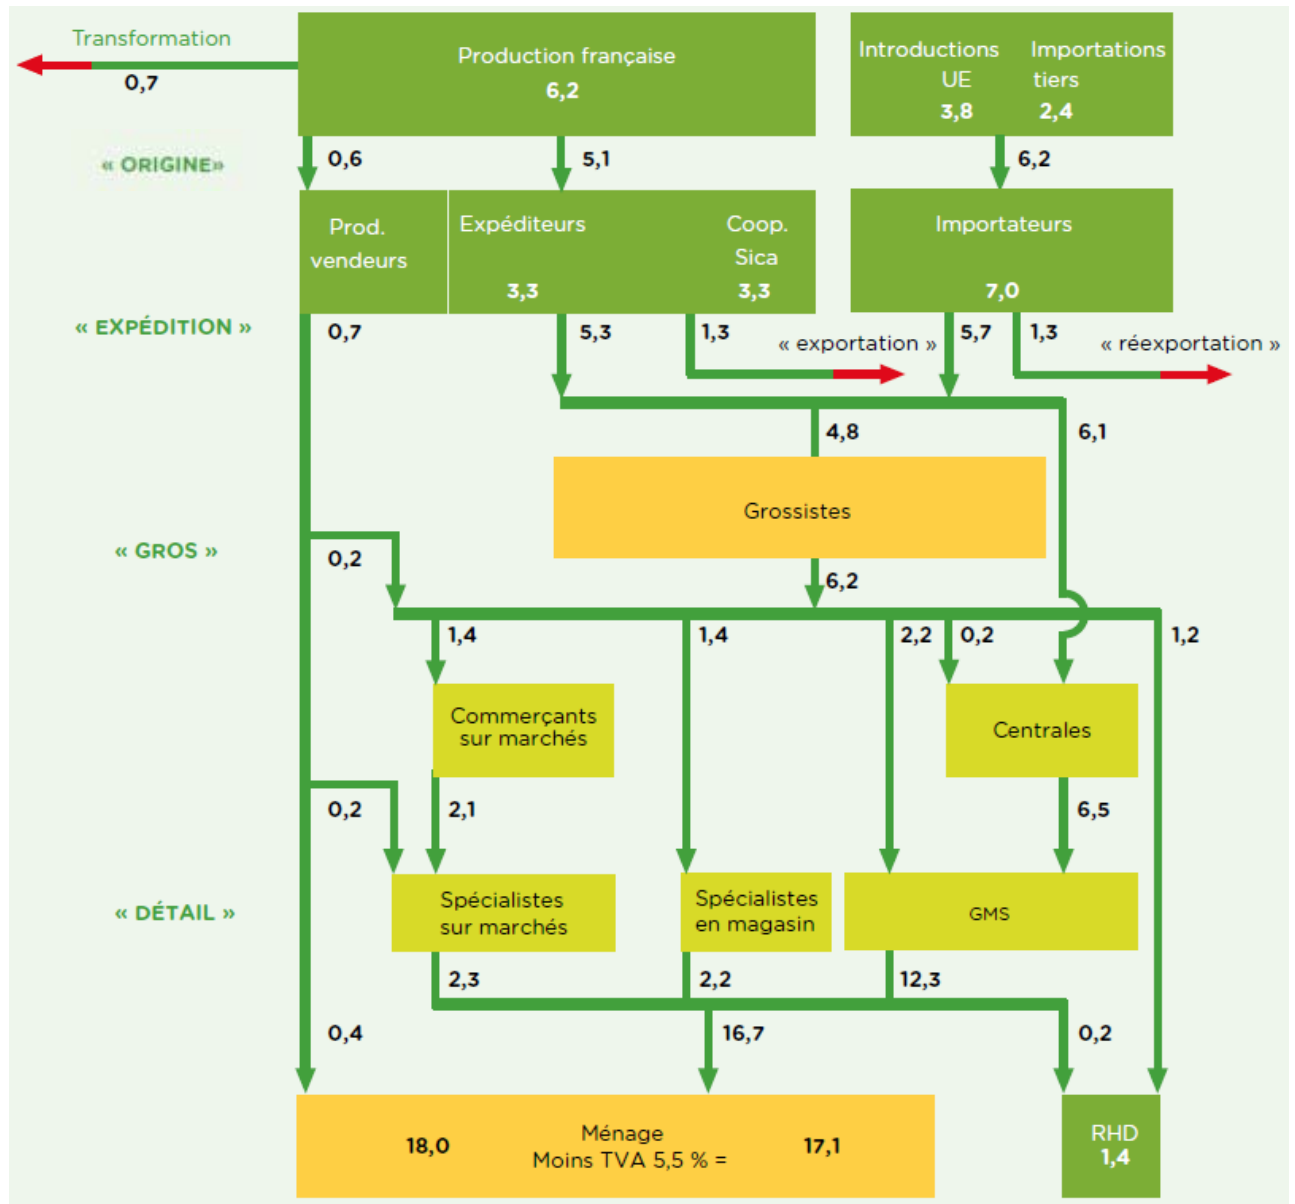 Transformation
0,7
Production française
6,2
Introductions UE
3,8
Importations tiers
2,4
« ORIGINE»
0,6
5,1
6,2
Prod. vendeurs
Expéditeurs
3,3
Coop. Sica
3,3
Importateurs
7,0
« EXPÉDITION »
0,7
5,3
1,3
« exportation »
5,7
1,3
« réexportation »
4,8
6,1
Grossistes
« GROS »
0,2
6,2
1,4
1,4
2,2
0,2
1,2
Commerçants
sur marchés
Centrales
0,2
2,1
6,5
« DÉTAIL »
Spécialistes
sur marchés
Spécialistes
en magasin
GMS
2,3
2,2
12,3
0,4
16,7
0,2
18,0
Ménage
Moins TVA 5,5 % =
17,1
RHD
1,4